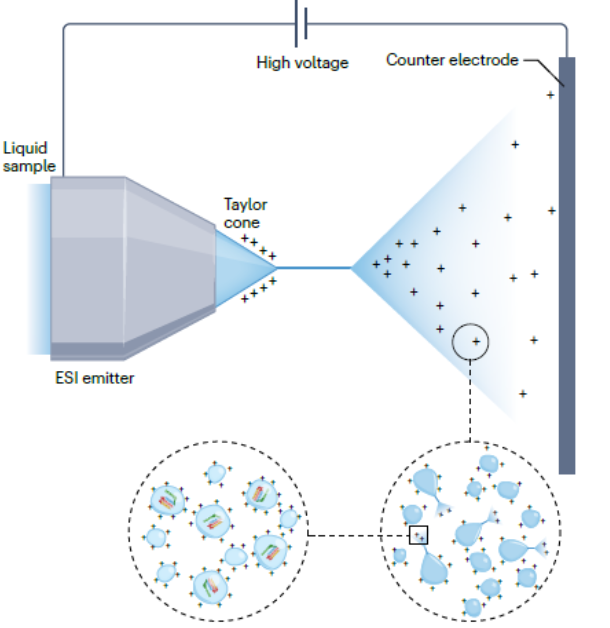 High voltage
Counter electrode
Liquid
sample
Taylor
cone
ESI emitter